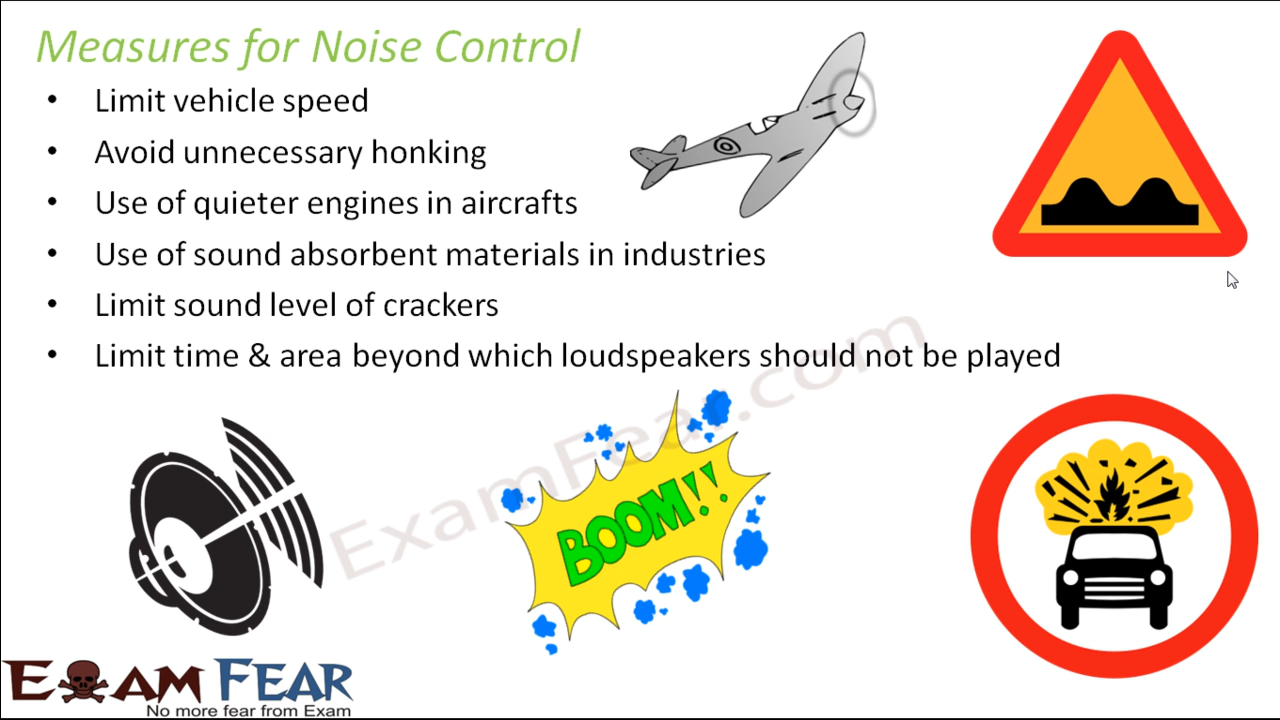 Measures for Noise Control
• Limit vehicle speed
• Avoid unnecessary honking
• Use of quieter engines in aircrafts
• Use of sound absorbent materials in industries
• Limit sound level of crackers
• Limit time & area beyond which loudspeakers should not be played
ExamFear.com
BOOM!!
EXAM FEAR
No more fear from Exam